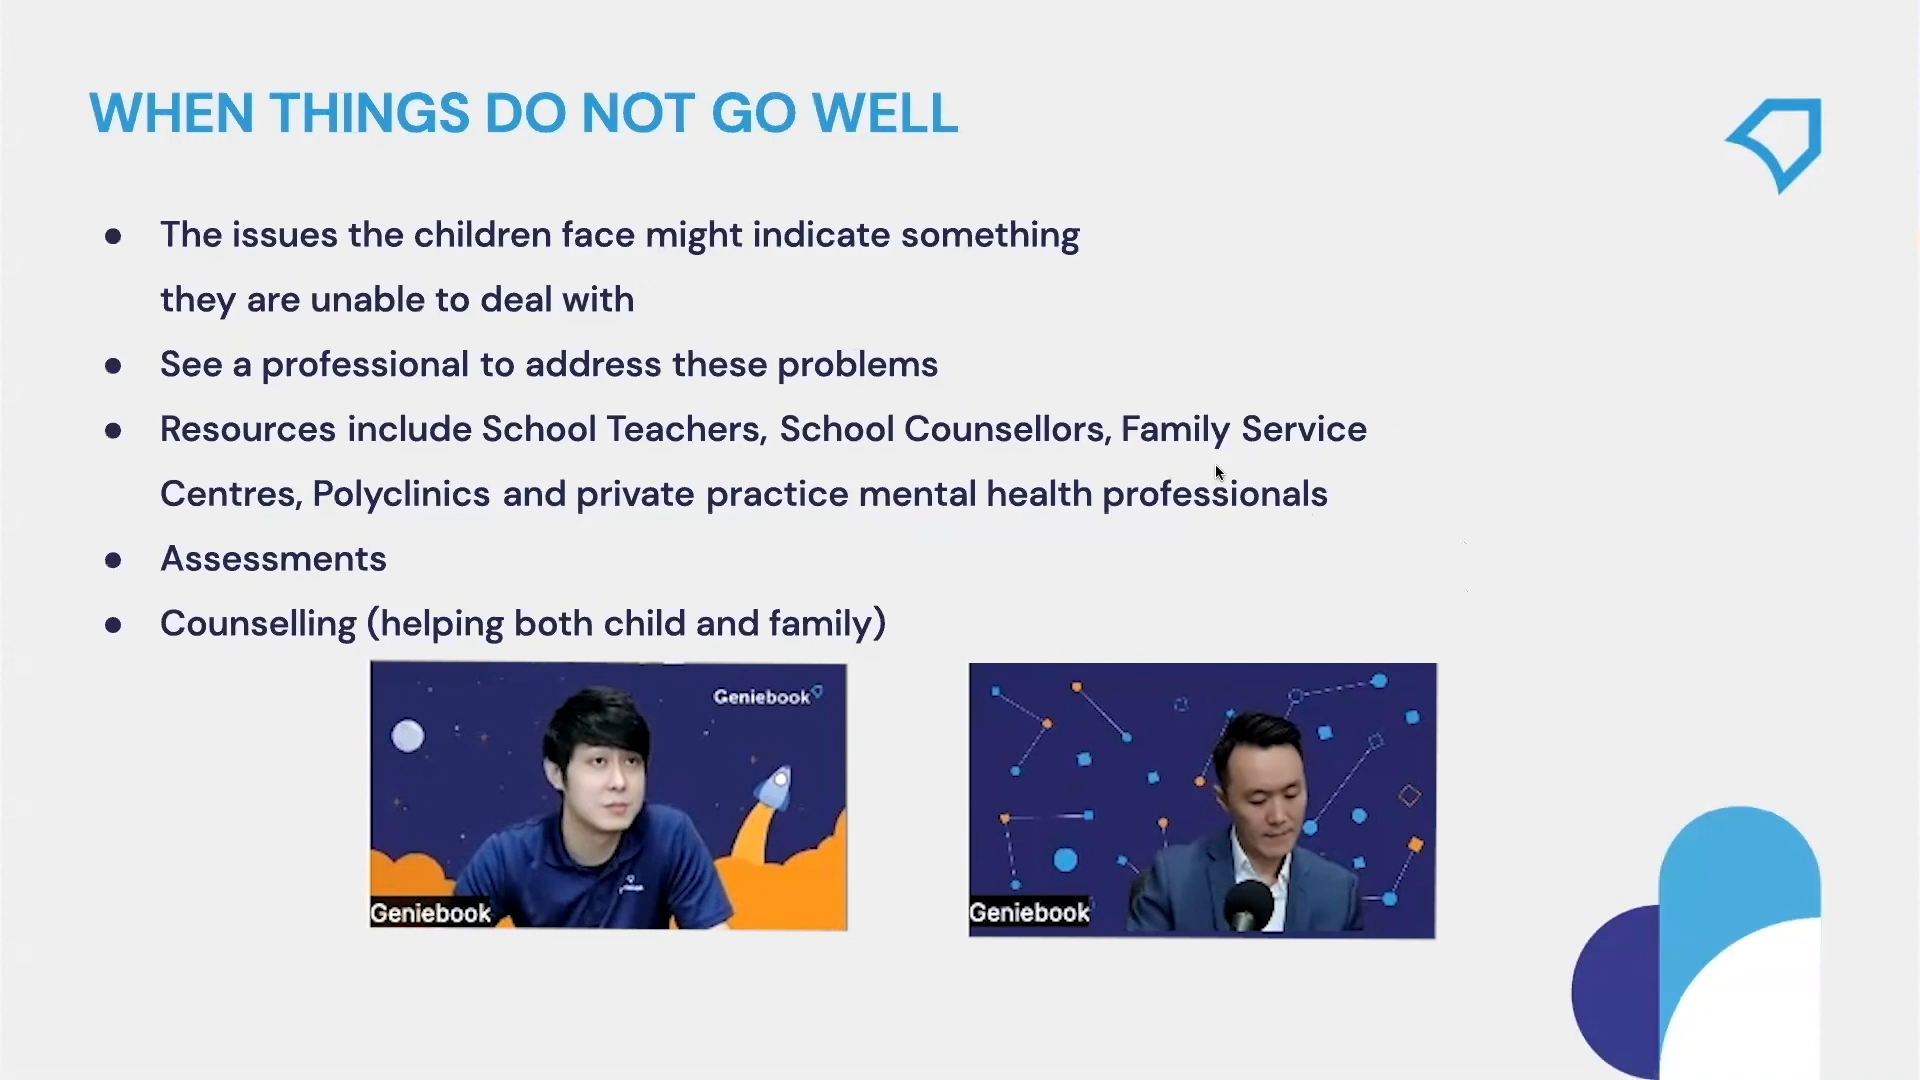 WHEN THINGS DO NOT GO WELL
● The issues the children face might indicate something
they are unable to deal with
● See a professional to address these problems
● Resources include School Teachers, School Counsellors, Family Service
Centres, Polyclinics and private practice mental health professionals
● Assessments
● Counselling (helping both child and family)
Geniebook
Geniebook
Geniebook